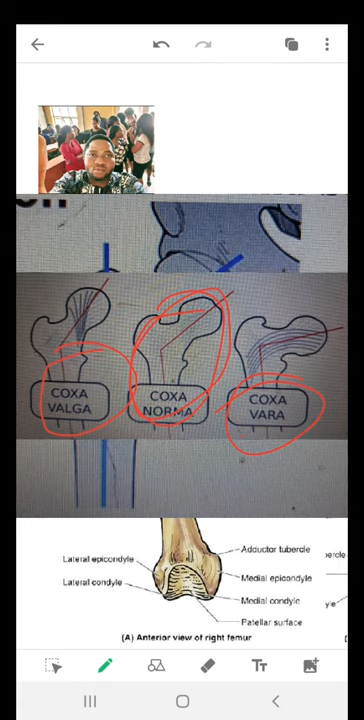 COXA
VALGA
COXA
NORMA
COXA
VARA
Lateral epicondyle
Lateral condyle
Adductor tubercle
Medial epicondyle
Medial condyle
Patellar surface
(A) Anterior view of right femur
TT